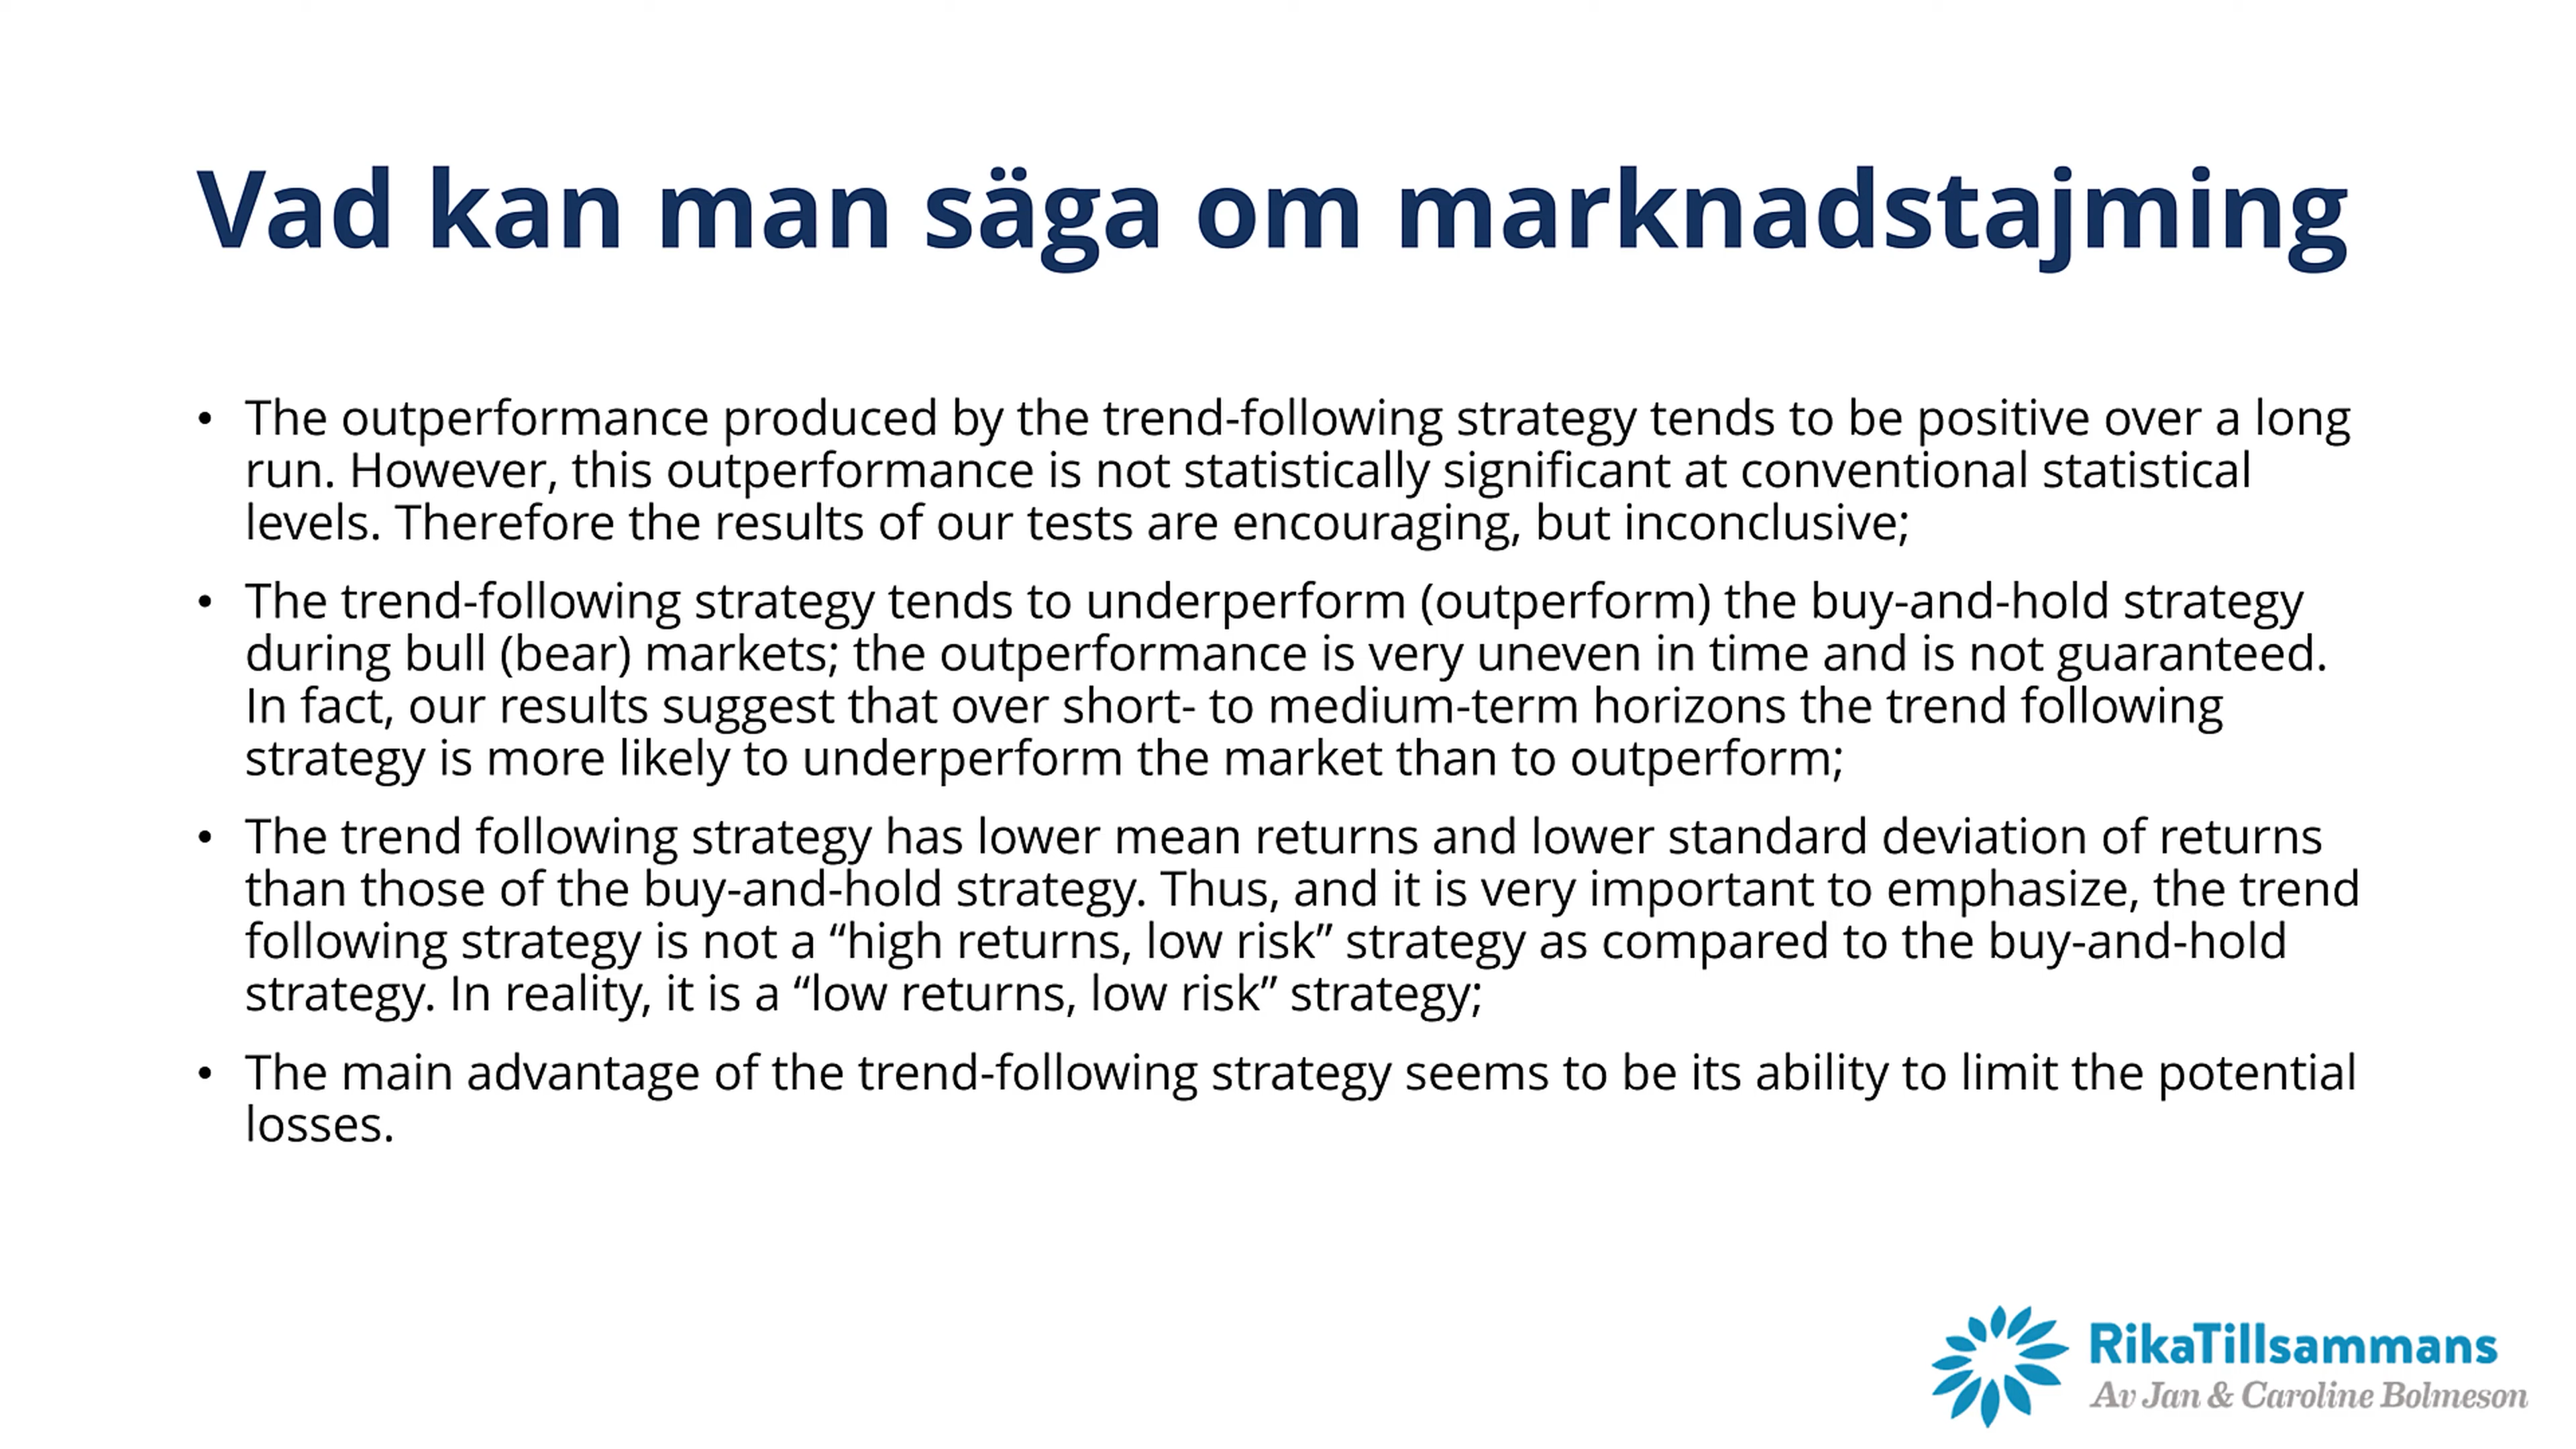 Vad kan man säga om marknadstajming
• The outperformance produced by the trend-following strategy tends to be positive over a long
run. However, this outperformance is not statistically significant at conventional statistical
levels. Therefore the results of our tests are encouraging, but inconclusive;
• The trend-following strategy tends to underperform (outperform) the buy-and-hold strategy
during bull (bear) markets; the outperformance is very uneven in time and is not guaranteed.
In fact, our results suggest that over short- to medium-term horizons the trend following
strategy is more likely to underperform the market than to outperform;
• The trend following strategy has lower mean returns and lower standard deviation of returns
than those of the buy-and-hold strategy. Thus, and it is very important to emphasize, the trend
following strategy is not a “high returns, low risk” strategy as compared to the buy-and-hold
strategy. In reality, it is a “low returns, low risk” strategy;
• The main advantage of the trend-following strategy seems to be its ability to limit the potential
losses.
RikaTillsammans
Av Jan & Caroline Bolmeson